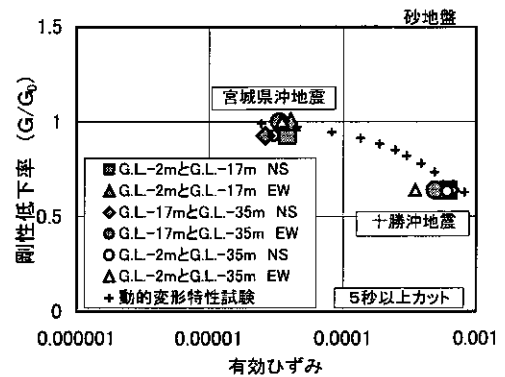 砂地盤
1.5
1
0.5
0
剛性低下率 (G/G0)
宮城県沖地震
G.L.-2mとG.L.-17m NS
G.L.-2mとG.L.-17m EW
G.L.-17mとG.L.-35m NS
G.L.-17mとG.L.-35m EW
G.L.-2mとG.L.-35m NS
G.L.-2mとG.L.-35m EW
動的変形特性試験
十勝沖地震
5秒以上カット
0.000001 0.00001 0.0001 0.001
有効ひずみ